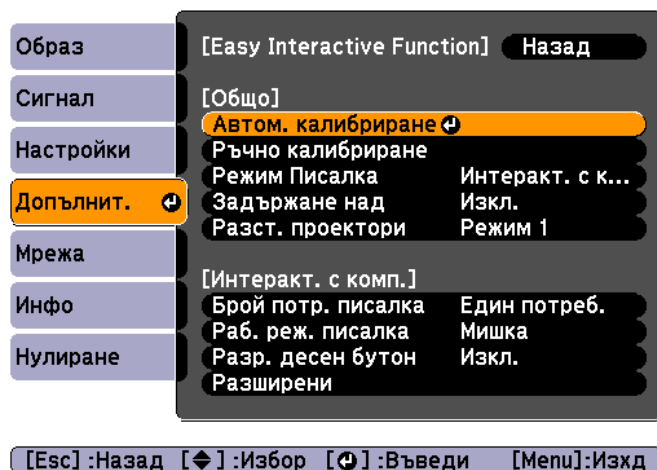 Образ
Сигнал
Настройки
Допълнит.
Мрежа
Инфо
Нулиране
[Easy Interactive Function] Назад
[Общо]
Автом. калибриране
Ръчно калибриране
Режим Писалка Интеракт. с к...
Задържане над Изкл.
Разст. проектори Режим 1
[Интеракт. с комп.]
Брой потр. писалка Един потреб.
Раб. реж. писалка Мишка
Разр. десен бутон Изкл.
Разширени
[Esc] :Назад [◆] :Избор [↵] :Въведи [Menu]:Изхд